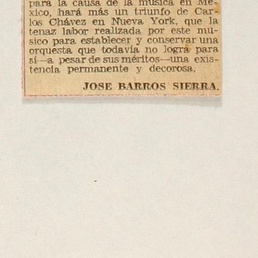 para la causa de la música en Mé-
xico, hará más un triunfo de Car-
los Chávez en Nueva York, que la
tenaz labor realizada por este mú-
sico para establecer y conservar una
orquesta que todavía no logra para
sí—a pesar de sus méritos—una exis-
tencia permanente y decorosa.
JOSE BARROS SIERRA.